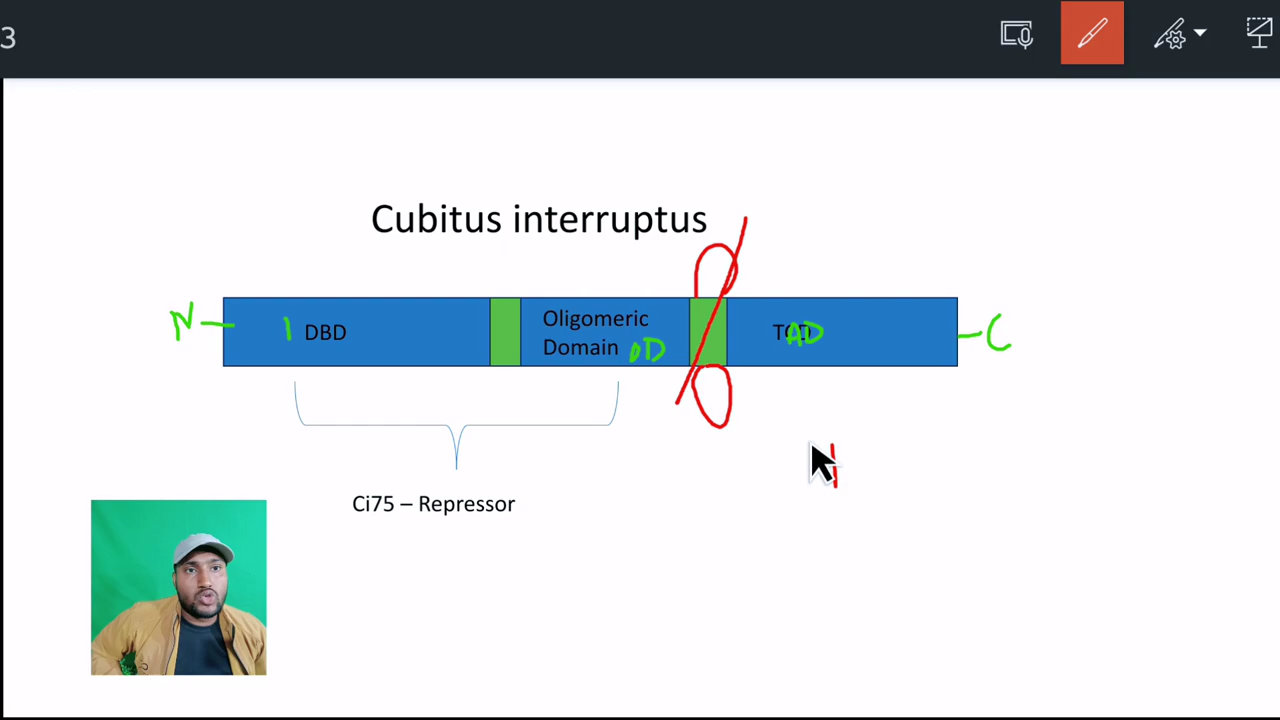 3
Cubitus interruptus
N
DBD
Oligomeric
Domain OD
AD
C
Ci75 – Repressor